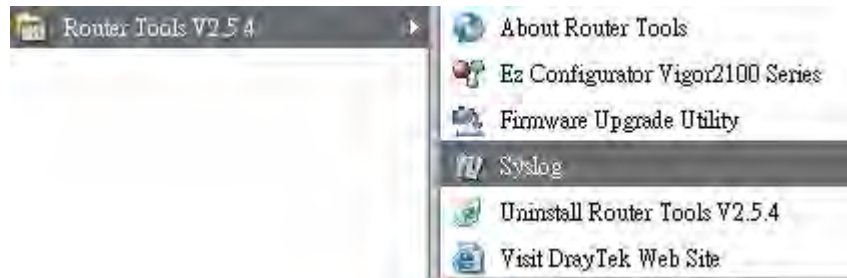 Router Tools V2.5.4
About Router Tools
Ez Configurator Vigor2100 Series
Firmware Upgrade Utility
Syslog
Uninstall Router Tools V2.5.4
Visit DrayTek Web Site